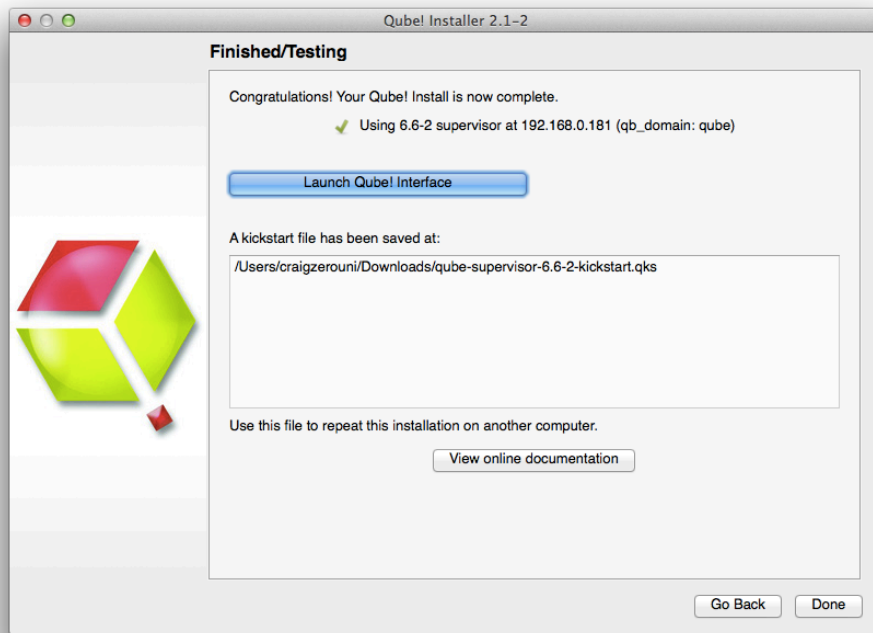 Qube! Installer 2.1-2
Finished/Testing
Congratulations! Your Qube! Install is now complete.
Using 6.6-2 supervisor at 192.168.0.181 (qb_domain: qube)
Launch Qube! Interface
A kickstart file has been saved at:
/Users/craigzerouni/Downloads/qube-supervisor-6.6-2-kickstart.qks
Use this file to repeat this installation on another computer.
View online documentation
Go Back
Done